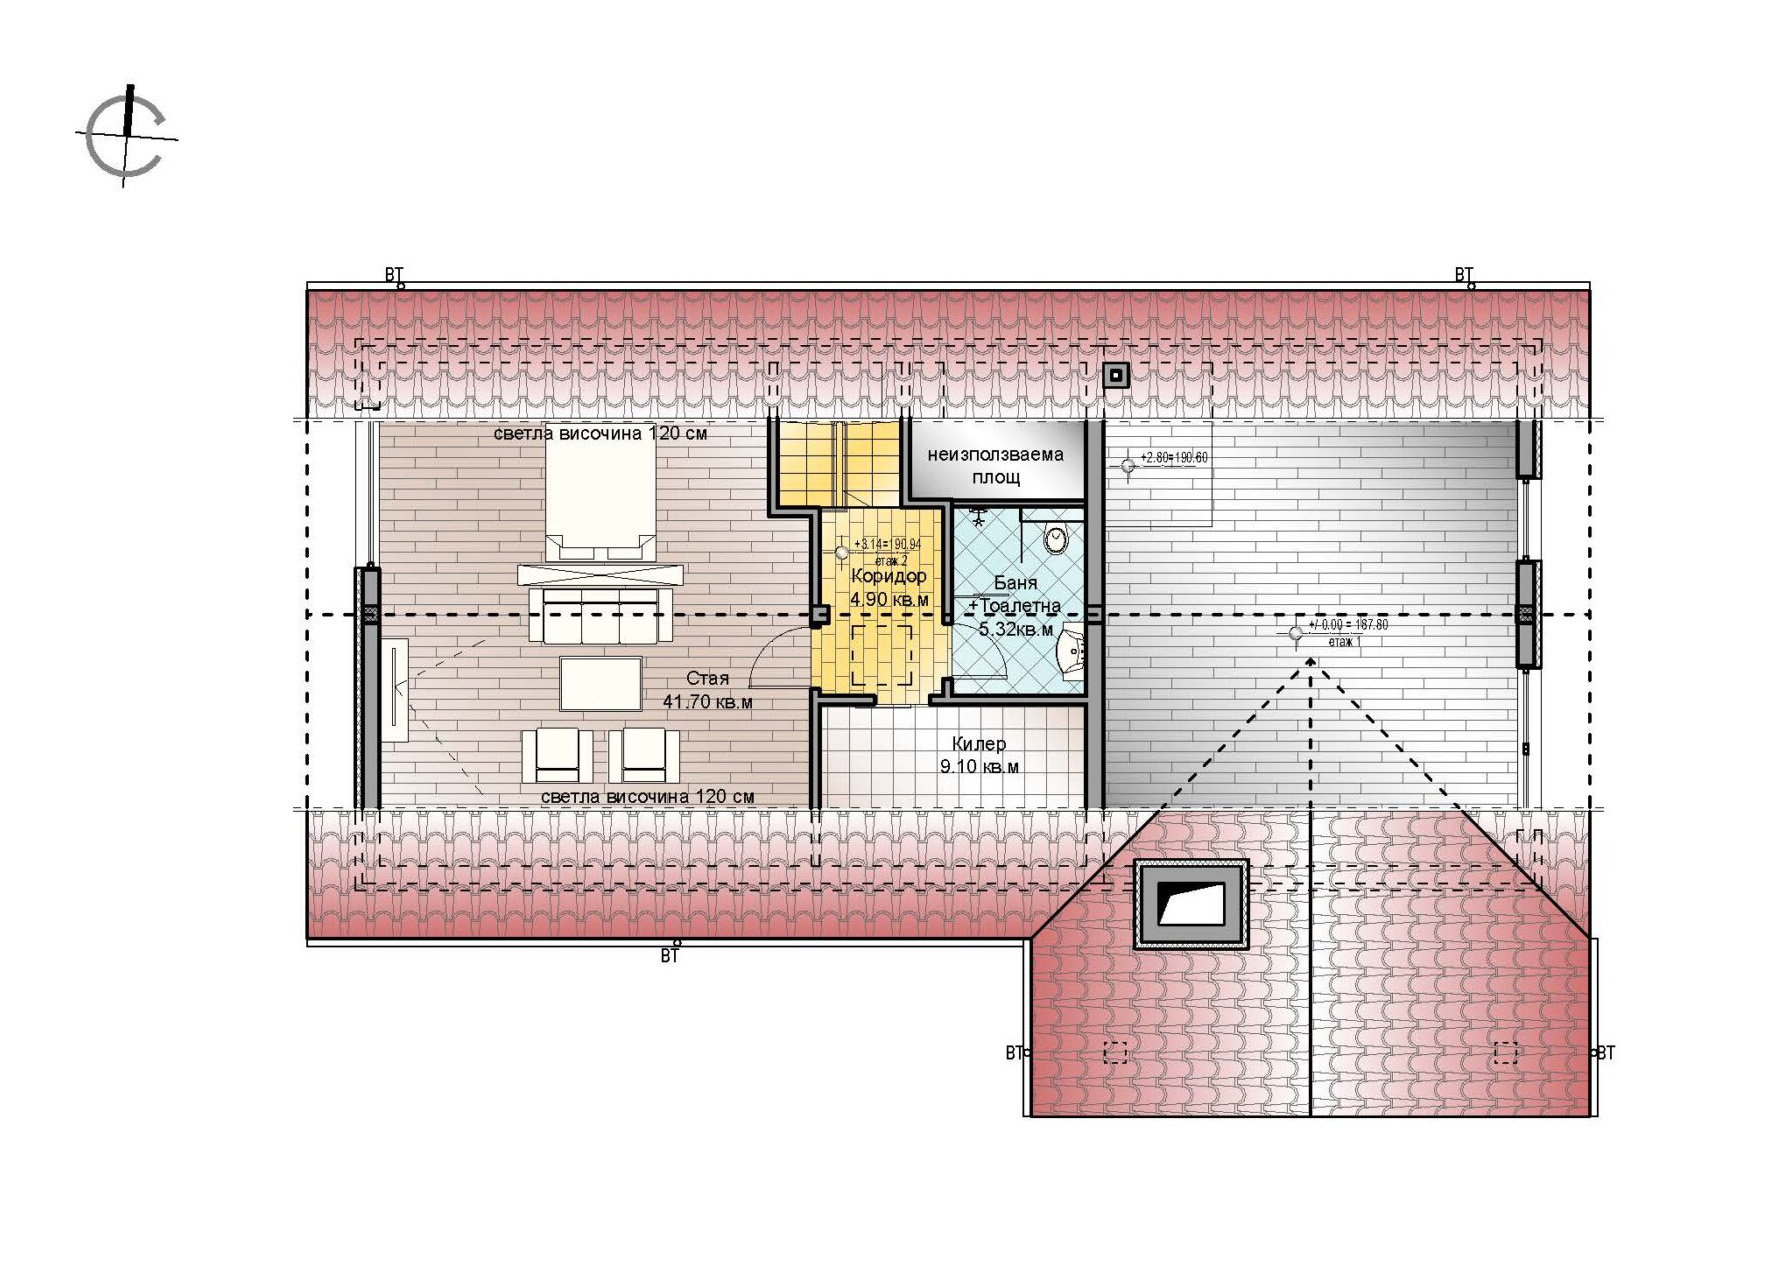 ВТ
ВТ
светла височина 120 см
неизползваема
площ
+2.80=190.60
+3.14=190.94
етаж 2
Коридор
4.90 кв.м
Баня
+Тоалетна
5.32кв.м
+/-0.00 = 187.80
етаж 1
Стая
41.70 кв.м
Килер
9.10 кв.м
светла височина 120 см
ВТ
ВТ
ВТ